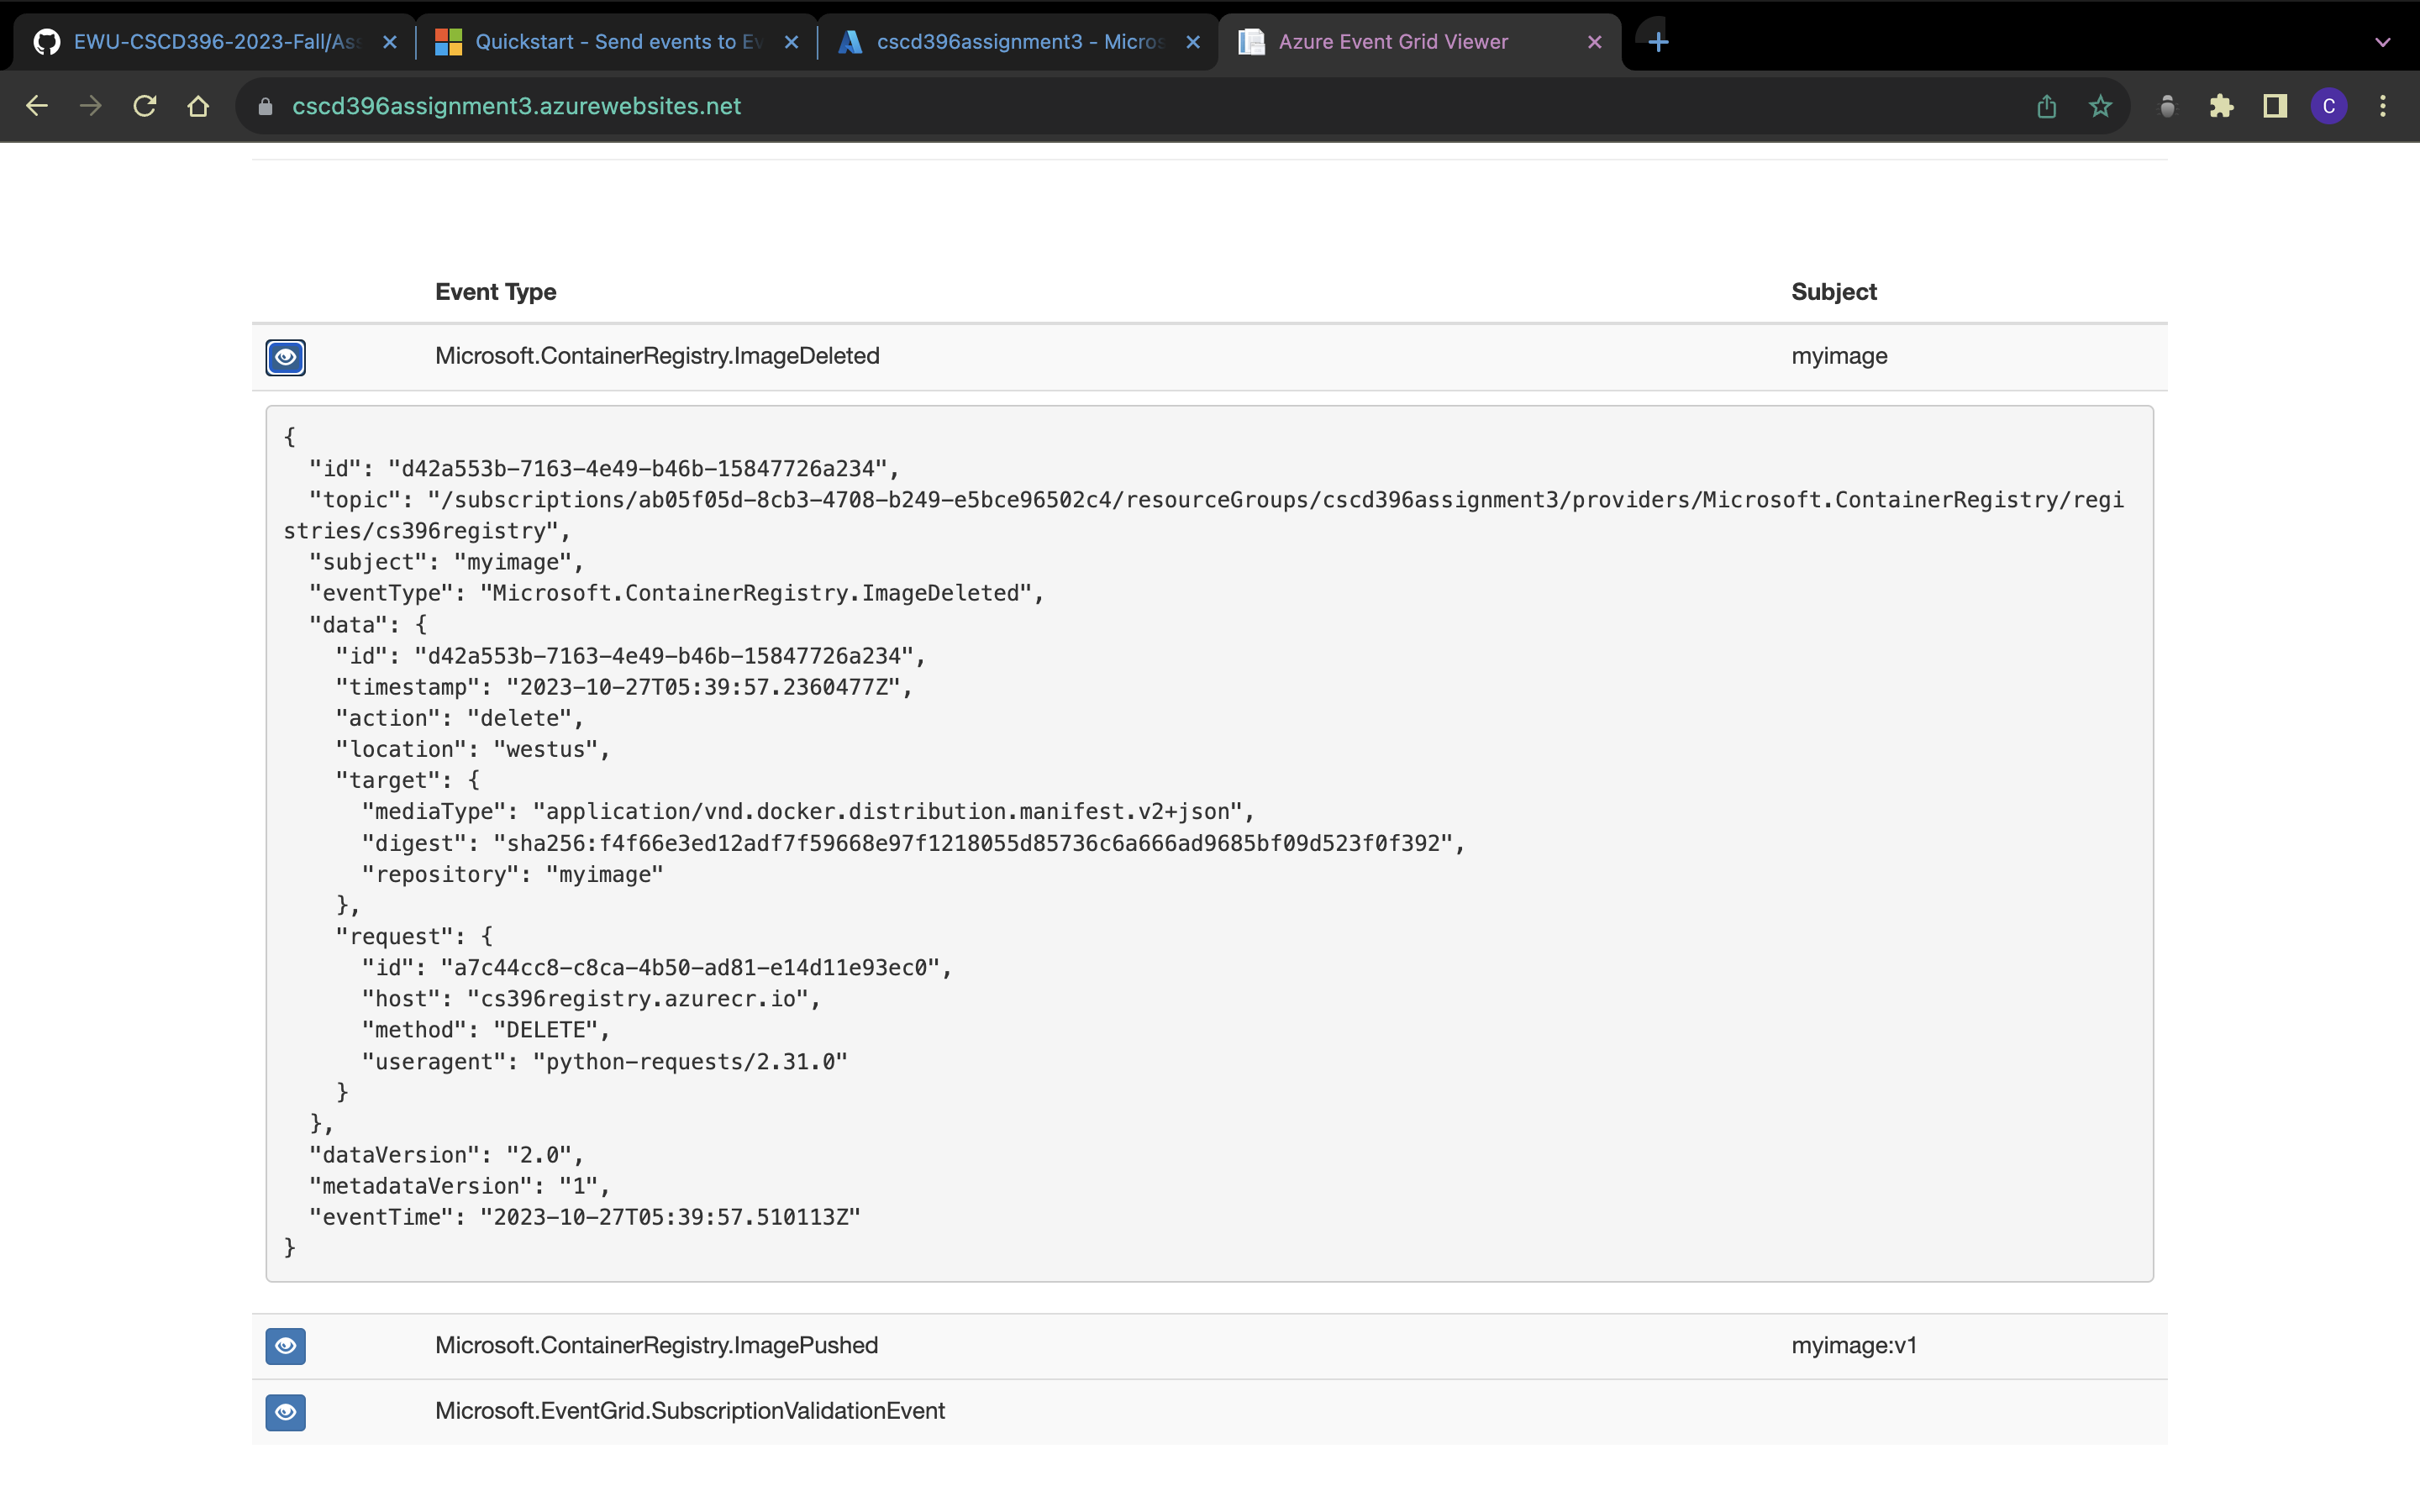 EWU-CSCD396-2023-Fall/Ass
Quickstart - Send events to Ev
cscd396assignment3 - Micros
Azure Event Grid Viewer
cscd396assignment3.azurewebsites.net
C
Event Type Subject
Microsoft.ContainerRegistry.ImageDeleted myimage
{
"id": "d42a553b-7163-4e49-b46b-15847726a234",
"topic": "/subscriptions/ab05f05d-8cb3-4708-b249-e5bce96502c4/resourceGroups/cscd396assignment3/providers/Microsoft.ContainerRegistry/regi
stries/cs396registry",
"subject": "myimage",
"eventType": "Microsoft.ContainerRegistry.ImageDeleted",
"data": {
"id": "d42a553b-7163-4e49-b46b-15847726a234",
"timestamp": "2023-10-27T05:39:57.2360477Z",
"action": "delete",
"location": "westus",
"target": {
"mediaType": "application/vnd.docker.distribution.manifest.v2+json",
"digest": "sha256:f4f66e3ed12adf7f59668e97f1218055d85736c6a666ad9685bf09d523f0f392",
"repository": "myimage"
},
"request": {
"id": "a7c44cc8-c8ca-4b50-ad81-e14d11e93ec0",
"host": "cs396registry.azurecr.io",
"method": "DELETE",
"useragent": "python-requests/2.31.0"
}
},
"dataVersion": "2.0",
"metadataVersion": "1",
"eventTime": "2023-10-27T05:39:57.510113Z"
}
Microsoft.ContainerRegistry.ImagePushed myimage:v1
Microsoft.EventGrid.SubscriptionValidationEvent